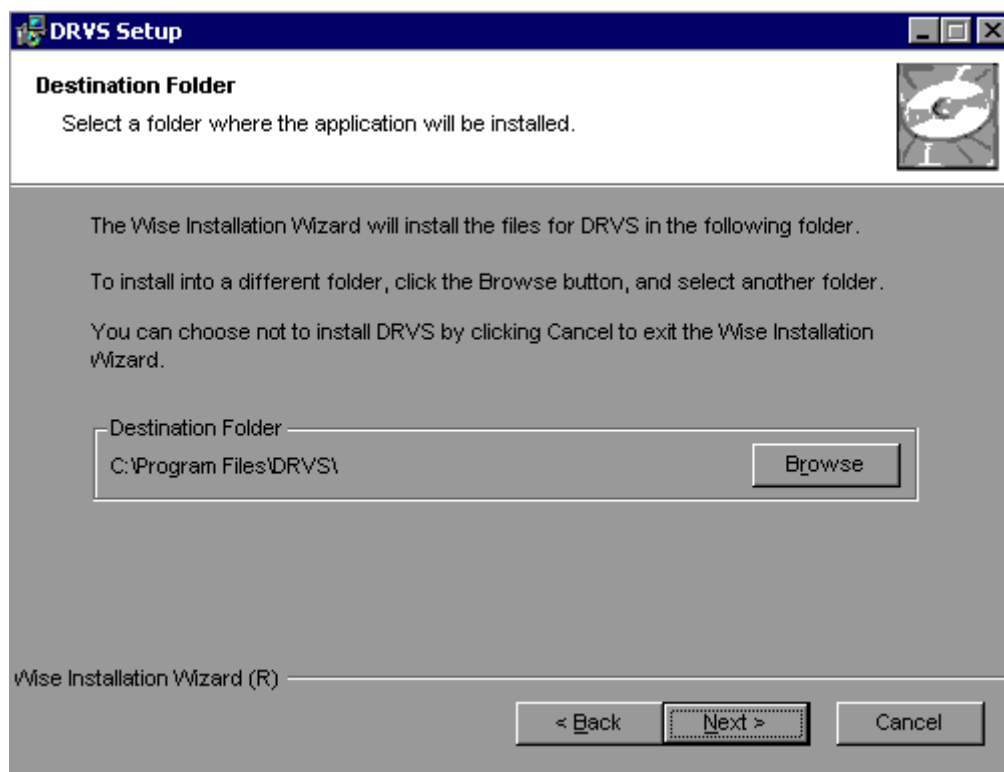 DRVS Setup
Destination Folder
Select a folder where the application will be installed.
The Wise Installation Wizard will install the files for DRVS in the following folder.
To install into a different folder, click the Browse button, and select another folder.
You can choose not to install DRVS by clicking Cancel to exit the Wise Installation
Wizard.
Destination Folder
C:\Program Files\DRVS\
Browse
Wise Installation Wizard (R)
< Back
Next >
Cancel